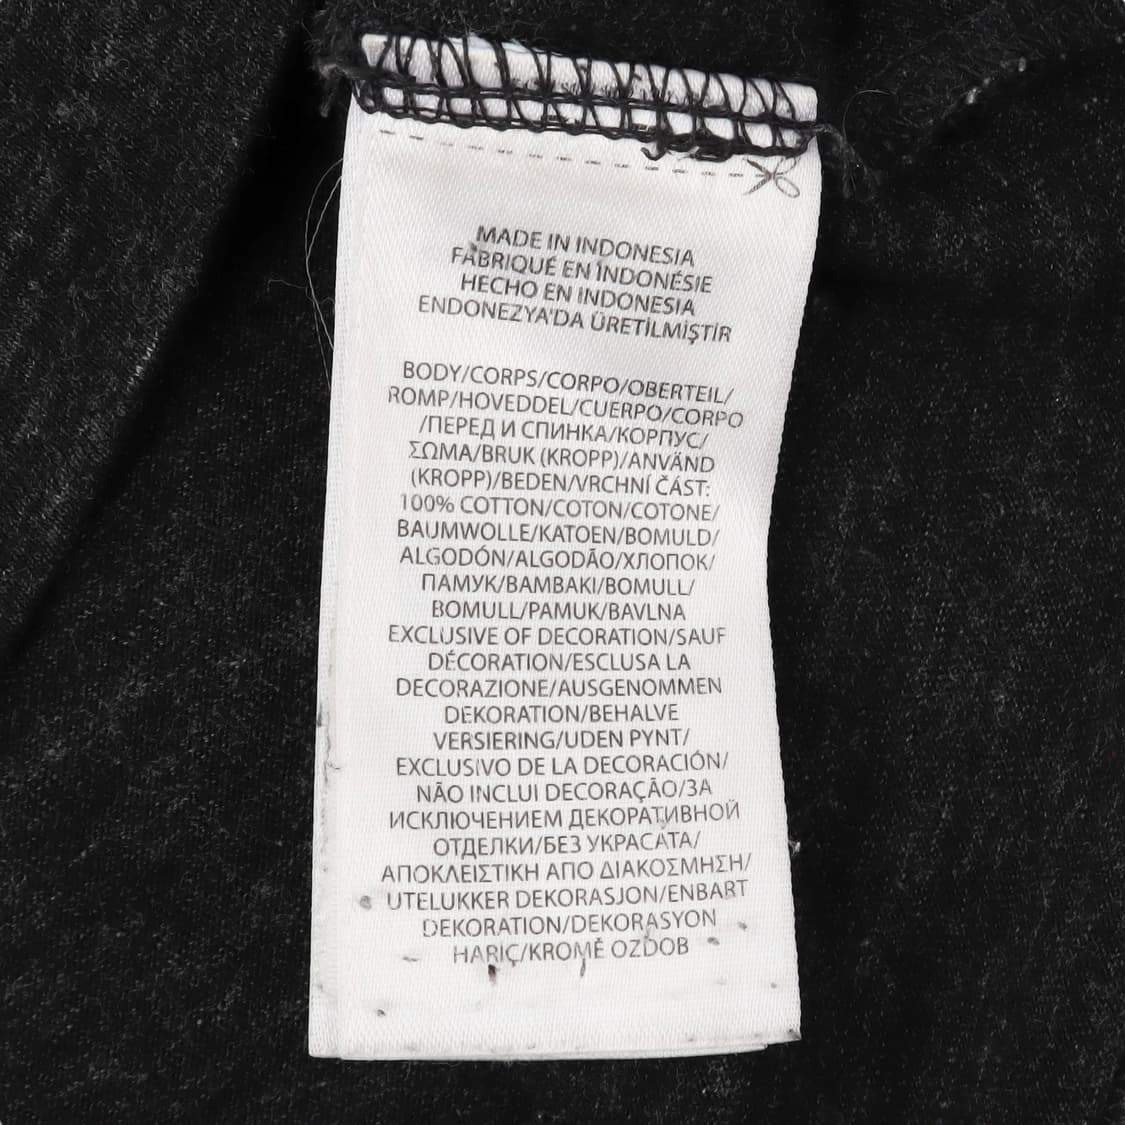 MADE IN INDONESIA
FABRIQUÉ EN INDONÉSIE
HECHO EN INDONESIA
ENDONEZYA'DA ÜRETİLMİŞTİR
BODY/CORPS/CORPO/OBERTEIL/
ROMP/HOVEDDEL/CUERPO/CORPO
/ПЕРЕД И СПИНКА/КОРПУС/
ΣΩΜΑ/BRUK (KROPP)/ANVÄND
(KROPP)/BEDEN/VRCHNÍ ČÁST:
100% COTTON/COTON/COTONE/
BAUMWOLLE/KATOEN/BOMULD/
ALGODÓN/ALGODÃO/ХЛОПОК/
ПАМУК/BAMBAKI/BOMULL/
BOMULL/PAMUK/BAVLNA
EXCLUSIVE OF DECORATION/SAUF
DÉCORATION/ESCLUSA LA
DECORAZIONE/AUSGENOMMEN
DEKORATION/BEHALVE
VERSIERING/UDEN PYNT/
EXCLUSIVO DE LA DECORACIÓN/
NÃO INCLUI DECORAÇÃO/ЗА
ИСКЛЮЧЕНИЕМ ДЕКОРАТИВНОЙ
ОТДЕЛКИ/БЕЗ УКРАСАТА/
ΑΠΟΚΛΕΙΣΤΙΚΗ ΑΠΟ ΔΙΑΚΟΣΜΗΣΗ/
UTELUKKER DEKORASJON/ENBART
DEKORATION/DEKORASYON
HARİÇ/KROMĚ OZDOB